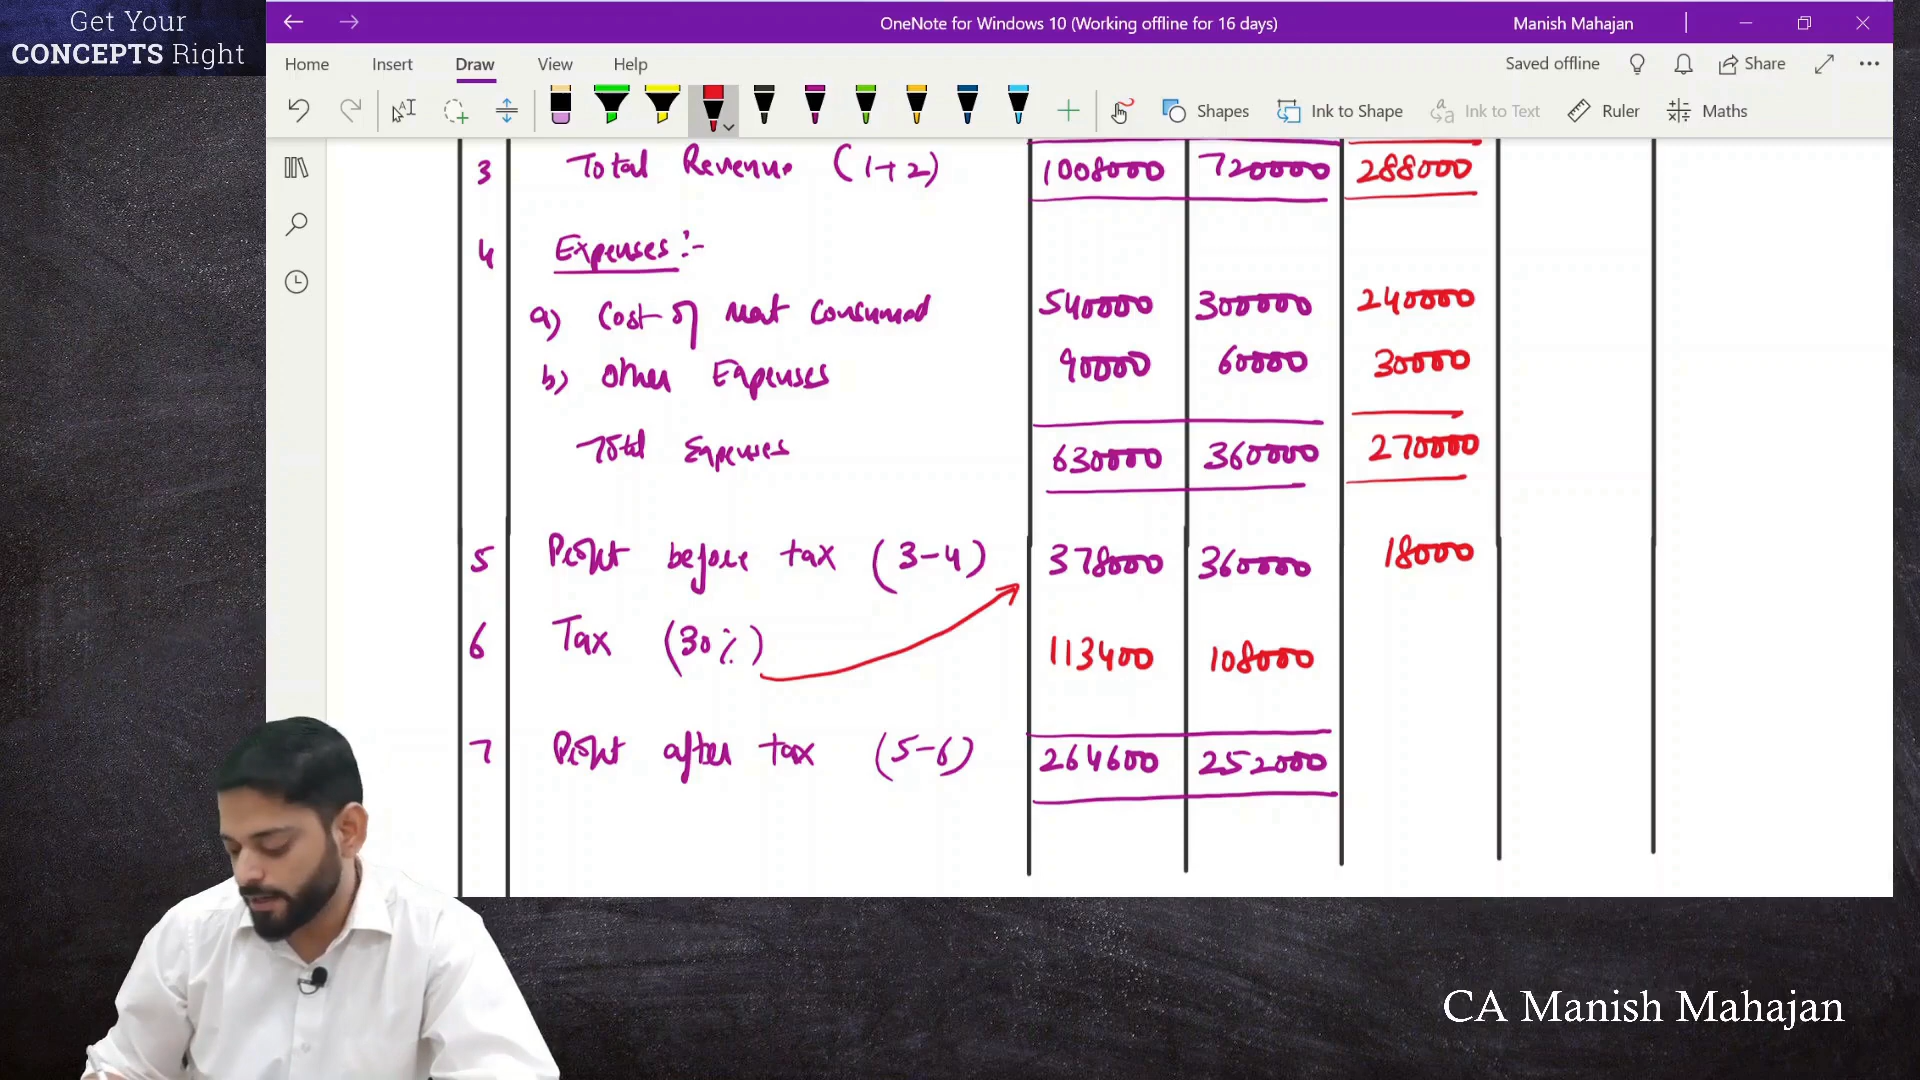 Get Your
CONCEPTS Right
OneNote for Windows 10 (Working offline for 16 days)
Manish Mahajan
Home Insert Draw View Help
Saved offline
Share
Shapes
Ink to Shape
Ink to Text
Ruler
Maths
3 Total Revenue (1+2) 1008000 720000 288000
4 Expenses :-
a) Cost of mat Consumed 540000 300000 240000
b) Other Expenses 90000 60000 30000
Total Expenses 630000 360000 270000
5 Profit before tax (3-4) 378000 360000 18000
6 Tax (30%) 113400 108000
7 Profit after tax (5-6) 264600 252000
CA Manish Mahajan